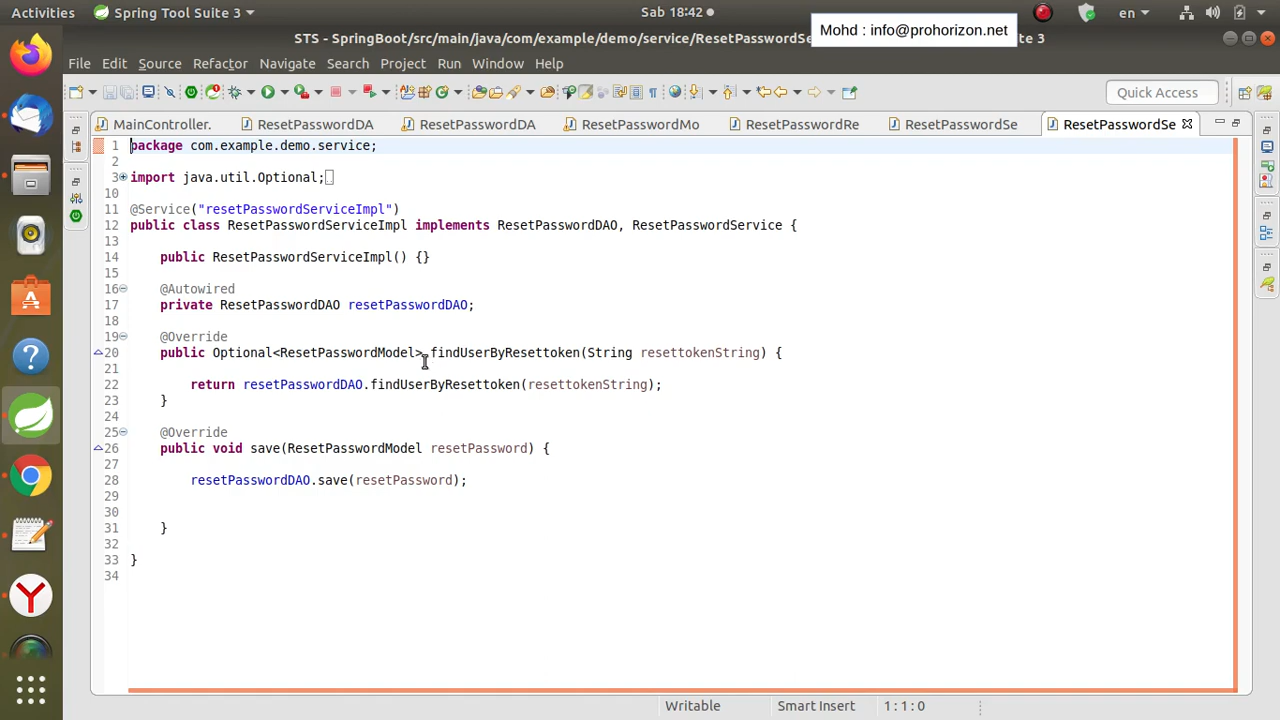 Activities
Spring Tool Suite 3
Sab 18:42
Mohd : info@prohorizon.net
en
STS - SpringBoot/src/main/java/com/example/demo/service/ResetPasswordSe
e 3
File Edit Source Refactor Navigate Search Project Run Window Help
Quick Access
MainController. ResetPasswordDA ResetPasswordDA ResetPasswordMo ResetPasswordRe ResetPasswordSe ResetPasswordSe
1 package com.example.demo.service;
2
3 import java.util.Optional;
10
11 @Service("resetPasswordServiceImpl")
12 public class ResetPasswordServiceImpl implements ResetPasswordDAO, ResetPasswordService {
13
14 public ResetPasswordServiceImpl() {}
15
16 @Autowired
17 private ResetPasswordDAO resetPasswordDAO;
18
19 @Override
20 public Optional<ResetPasswordModel> findUserByResettoken(String resettokenString) {
21
22 return resetPasswordDAO.findUserByResettoken(resettokenString);
23 }
24
25 @Override
26 public void save(ResetPasswordModel resetPassword) {
27
28 resetPasswordDAO.save(resetPassword);
29
30
31 }
32
33 }
34
Writable Smart Insert 1 : 1 : 0